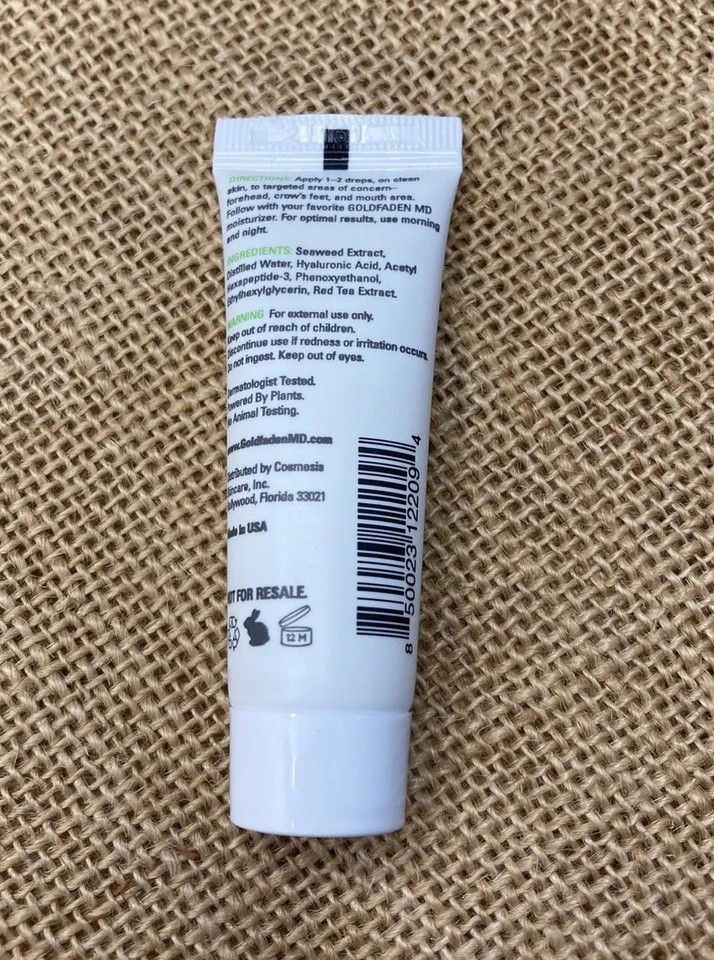 DIRECTIONS: Apply 1–2 drops, on clean
skin, to targeted areas of concern—
forehead, crow's feet, and mouth area.
Follow with your favorite GOLDFADEN MD
moisturizer. For optimal results, use morning
and night.
INGREDIENTS: Seaweed Extract,
Distilled Water, Hyaluronic Acid, Acetyl
Hexapeptide-3, Phenoxyethanol,
Ethylhexylglycerin, Red Tea Extract.
WARNING For external use only.
Keep out of reach of children.
Discontinue use if redness or irritation occurs.
Do not ingest. Keep out of eyes.
Dermatologist Tested.
Powered By Plants.
No Animal Testing.
www.GoldfadenMD.com
Distributed by Cosmesis
Skincare, Inc.
Hollywood, Florida 33021
Made in USA
NOT FOR RESALE.
12 M
8 50023 12209 4